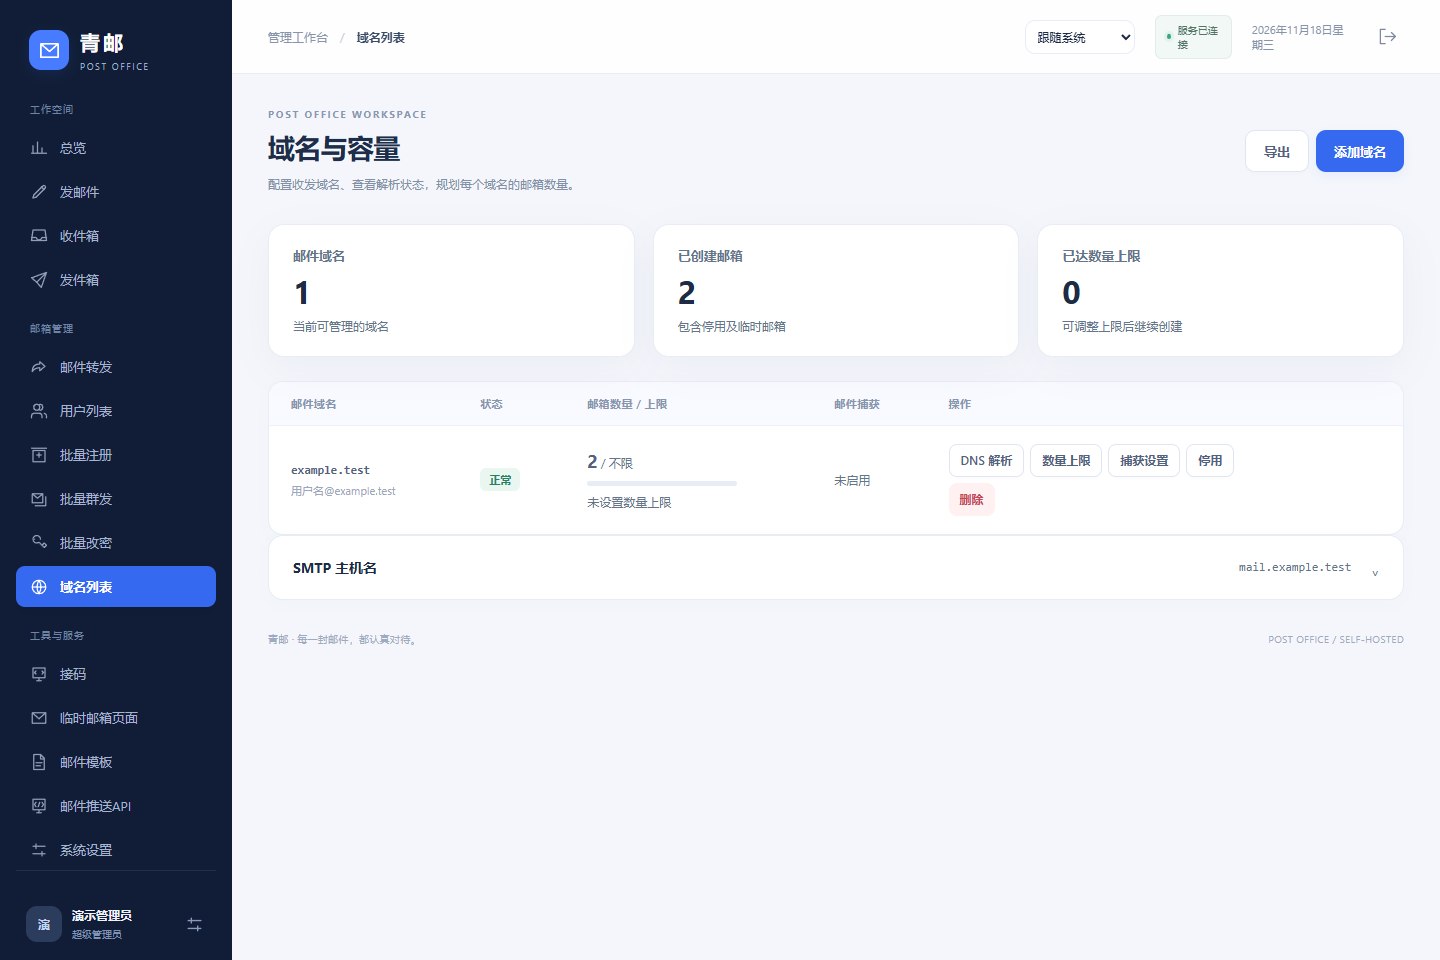 青邮
POST OFFICE
工作空间
总览
发邮件
收件箱
发件箱
邮箱管理
邮件转发
用户列表
批量注册
批量群发
批量改密
域名列表
工具与服务
接码
临时邮箱页面
邮件模板
邮件推送API
系统设置
演
演示管理员
超级管理员
管理工作台 / 域名列表
跟随系统
服务已连
接
2026年11月18日星
期三
POST OFFICE WORKSPACE
域名与容量
配置收发域名、查看解析状态，规划每个域名的邮箱数量。
导出
添加域名
邮件域名
1
当前可管理的域名
已创建邮箱
2
包含停用及临时邮箱
已达数量上限
0
可调整上限后继续创建
邮件域名 状态 邮箱数量 / 上限 邮件捕获 操作
example.test
用户名@example.test
正常
2 / 不限
未设置数量上限
未启用
DNS 解析 数量上限 捕获设置 停用
删除
SMTP 主机名
mail.example.test
青邮 · 每一封邮件，都认真对待。
POST OFFICE / SELF-HOSTED